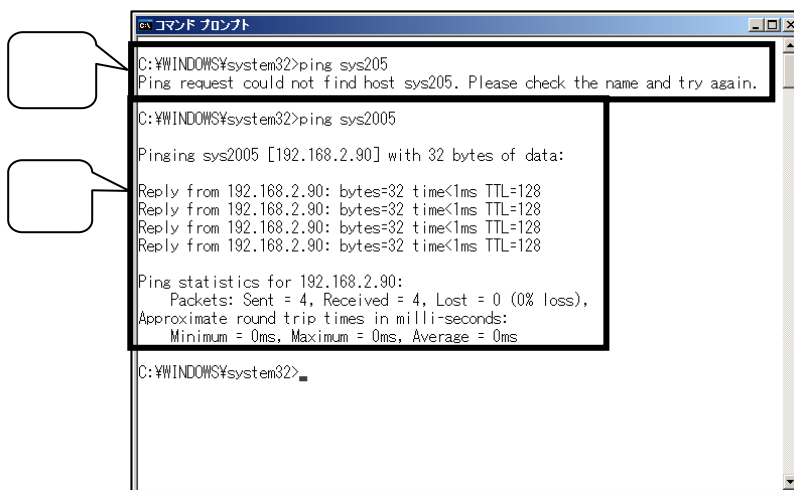 コマンド プロンプト
C:¥WINDOWS¥system32>ping sys205
Ping request could not find host sys205. Please check the name and try again.
C:¥WINDOWS¥system32>ping sys2005
Pinging sys2005 [192.168.2.90] with 32 bytes of data:
Reply from 192.168.2.90: bytes=32 time<1ms TTL=128
Reply from 192.168.2.90: bytes=32 time<1ms TTL=128
Reply from 192.168.2.90: bytes=32 time<1ms TTL=128
Reply from 192.168.2.90: bytes=32 time<1ms TTL=128
Ping statistics for 192.168.2.90:
    Packets: Sent = 4, Received = 4, Lost = 0 (0% loss),
Approximate round trip times in milli-seconds:
    Minimum = 0ms, Maximum = 0ms, Average = 0ms
C:¥WINDOWS¥system32>